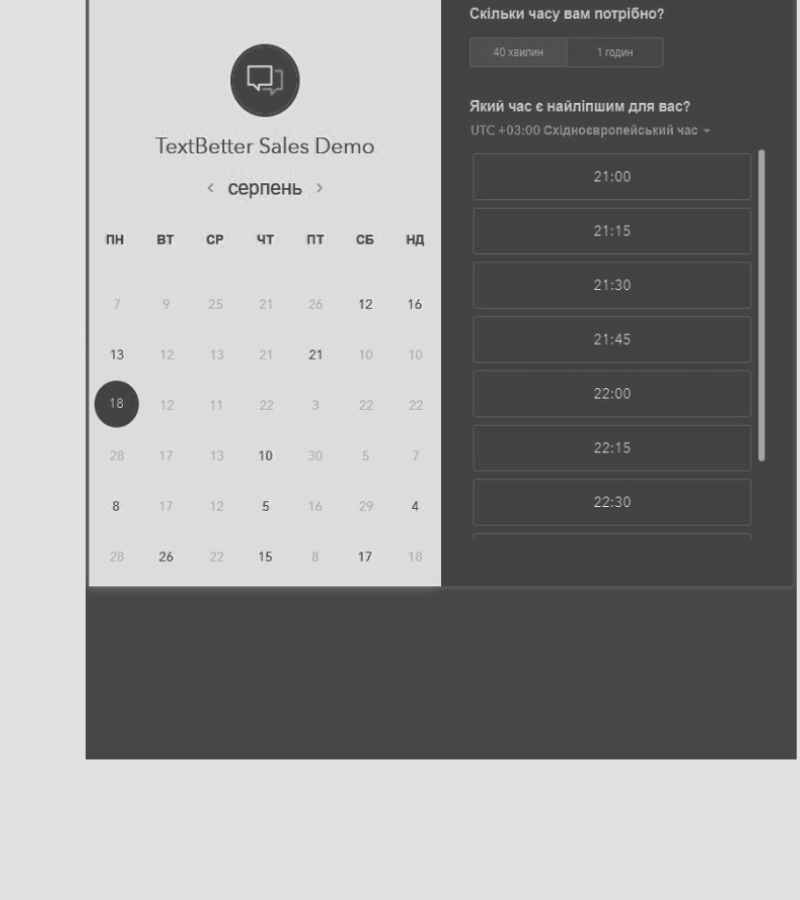 TextBetter Sales Demo
‹ серпень ›
ПН ВТ СР ЧТ ПТ СБ НД
7 9 25 21 26 12 16
13 12 13 21 21 10 10
18 12 11 22 3 22 22
28 17 13 10 30 5 7
8 17 12 5 16 29 4
28 26 22 15 8 17 18
Скільки часу вам потрібно?
40 хвилин 1 годин
Який час є найліпшим для вас?
UTC +03:00 Східноєвропейський час
21:00
21:15
21:30
21:45
22:00
22:15
22:30